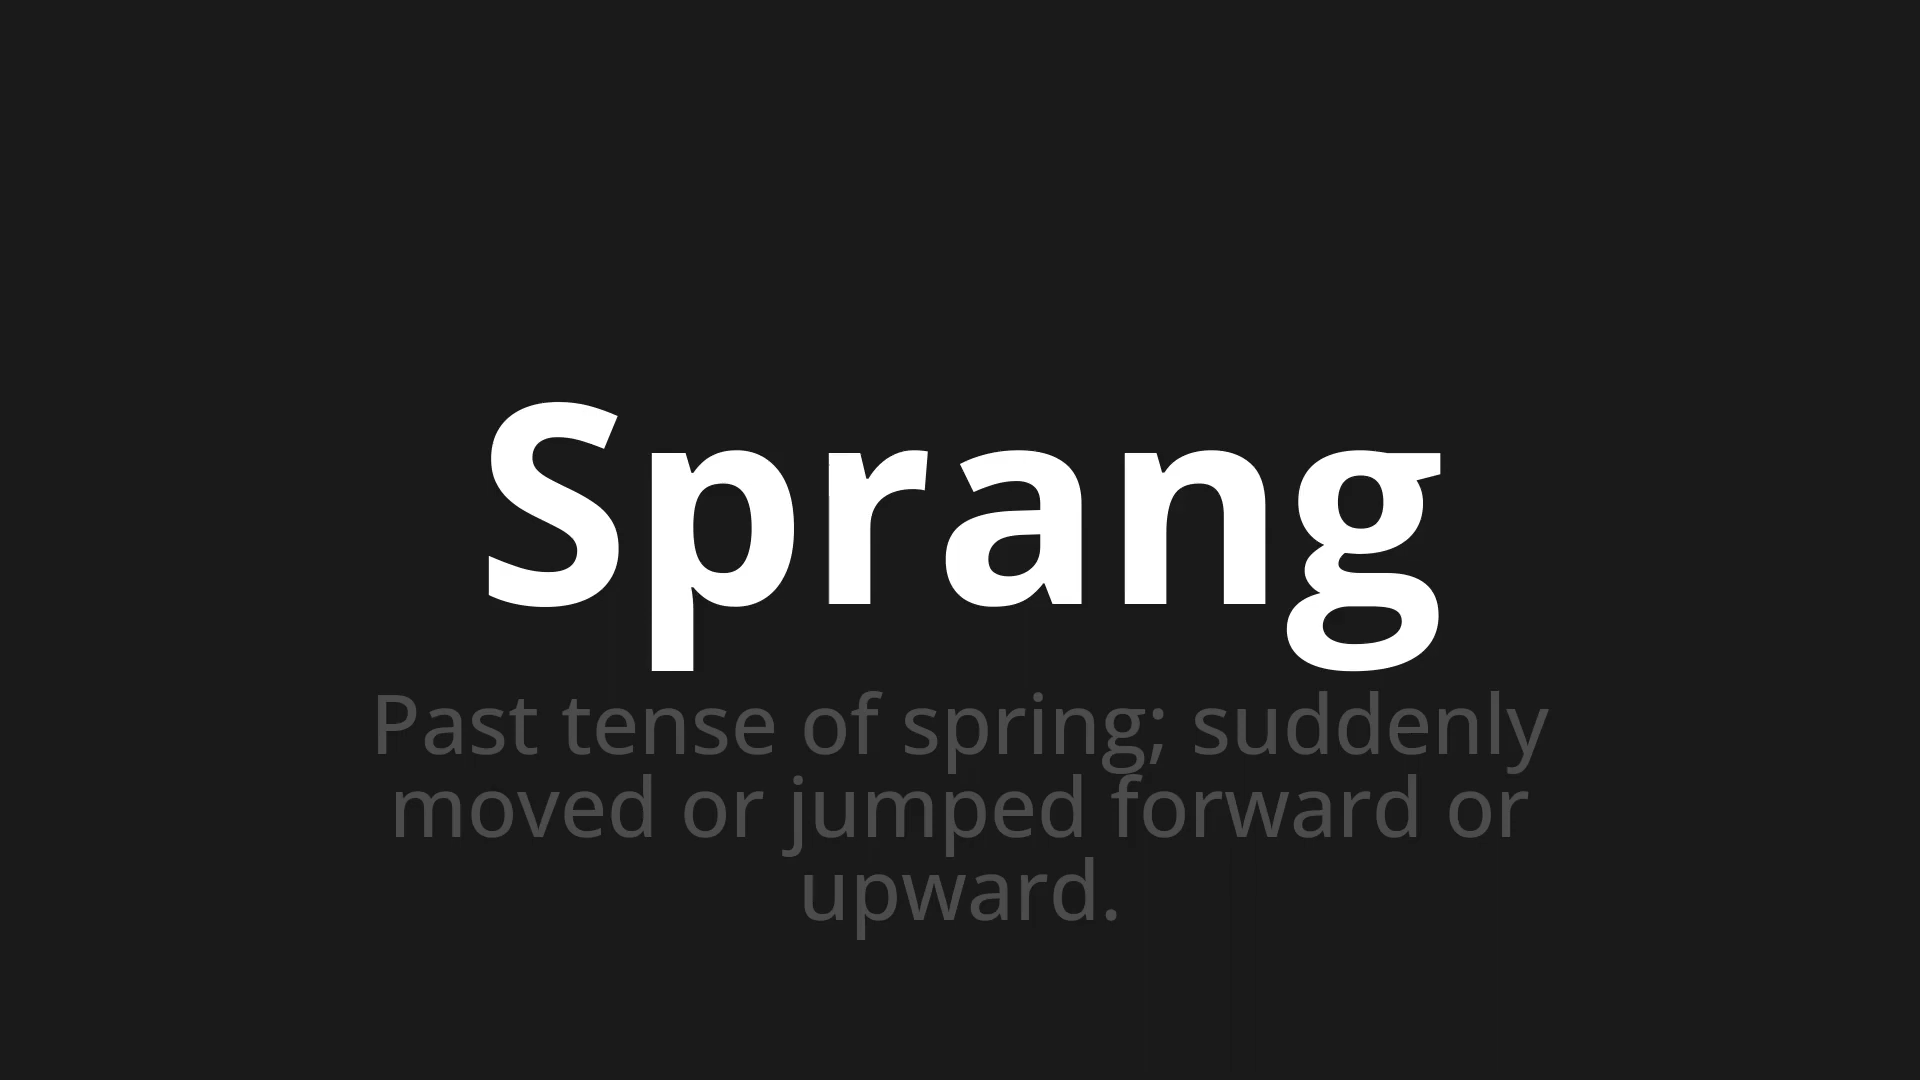 Sprang
Past tense of spring; suddenly
moved or jumped forward or
upward.